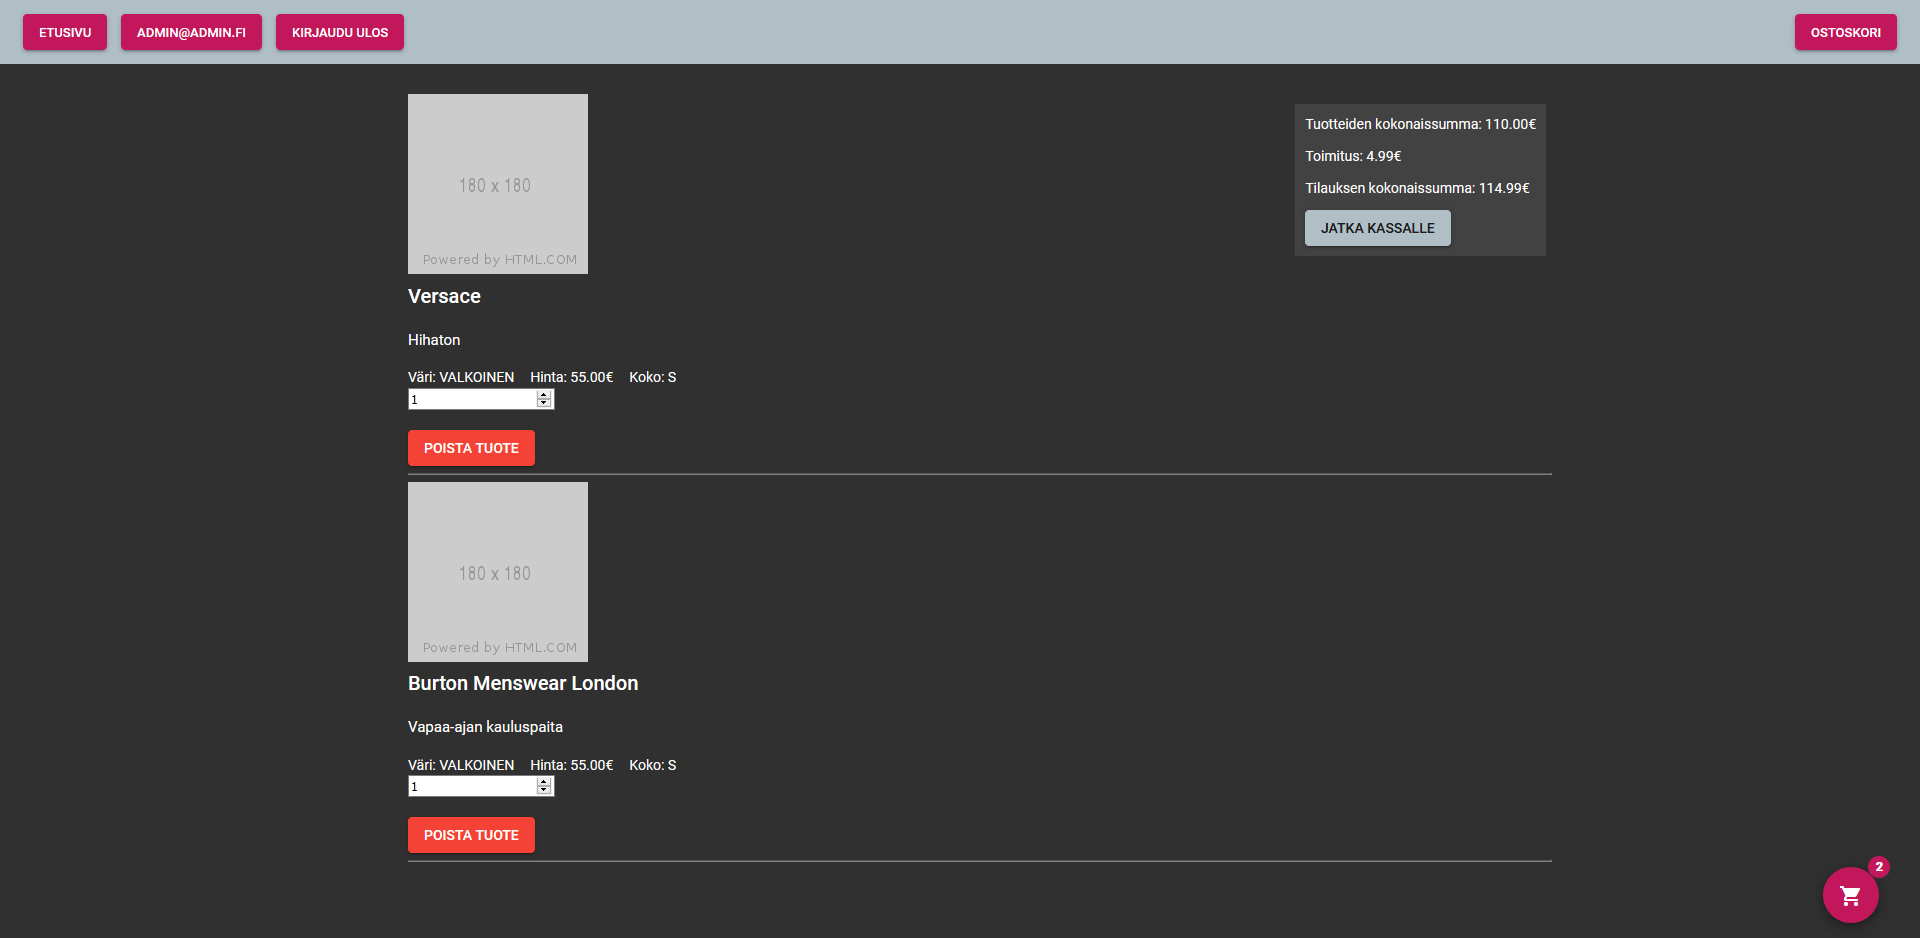 ETUSIVU
ADMIN@ADMIN.FI
KIRJAUDU ULOS
OSTOSKORI
180 x 180
Powered by HTML.COM
Versace
Hihaton
Väri: VALKOINEN Hinta: 55.00€ Koko: S
1
POISTA TUOTE
Tuotteiden kokonaissumma: 110.00€
Toimitus: 4.99€
Tilauksen kokonaissumma: 114.99€
JATKA KASSALLE
180 x 180
Powered by HTML.COM
Burton Menswear London
Vapaa-ajan kauluspaita
Väri: VALKOINEN Hinta: 55.00€ Koko: S
1
POISTA TUOTE
2